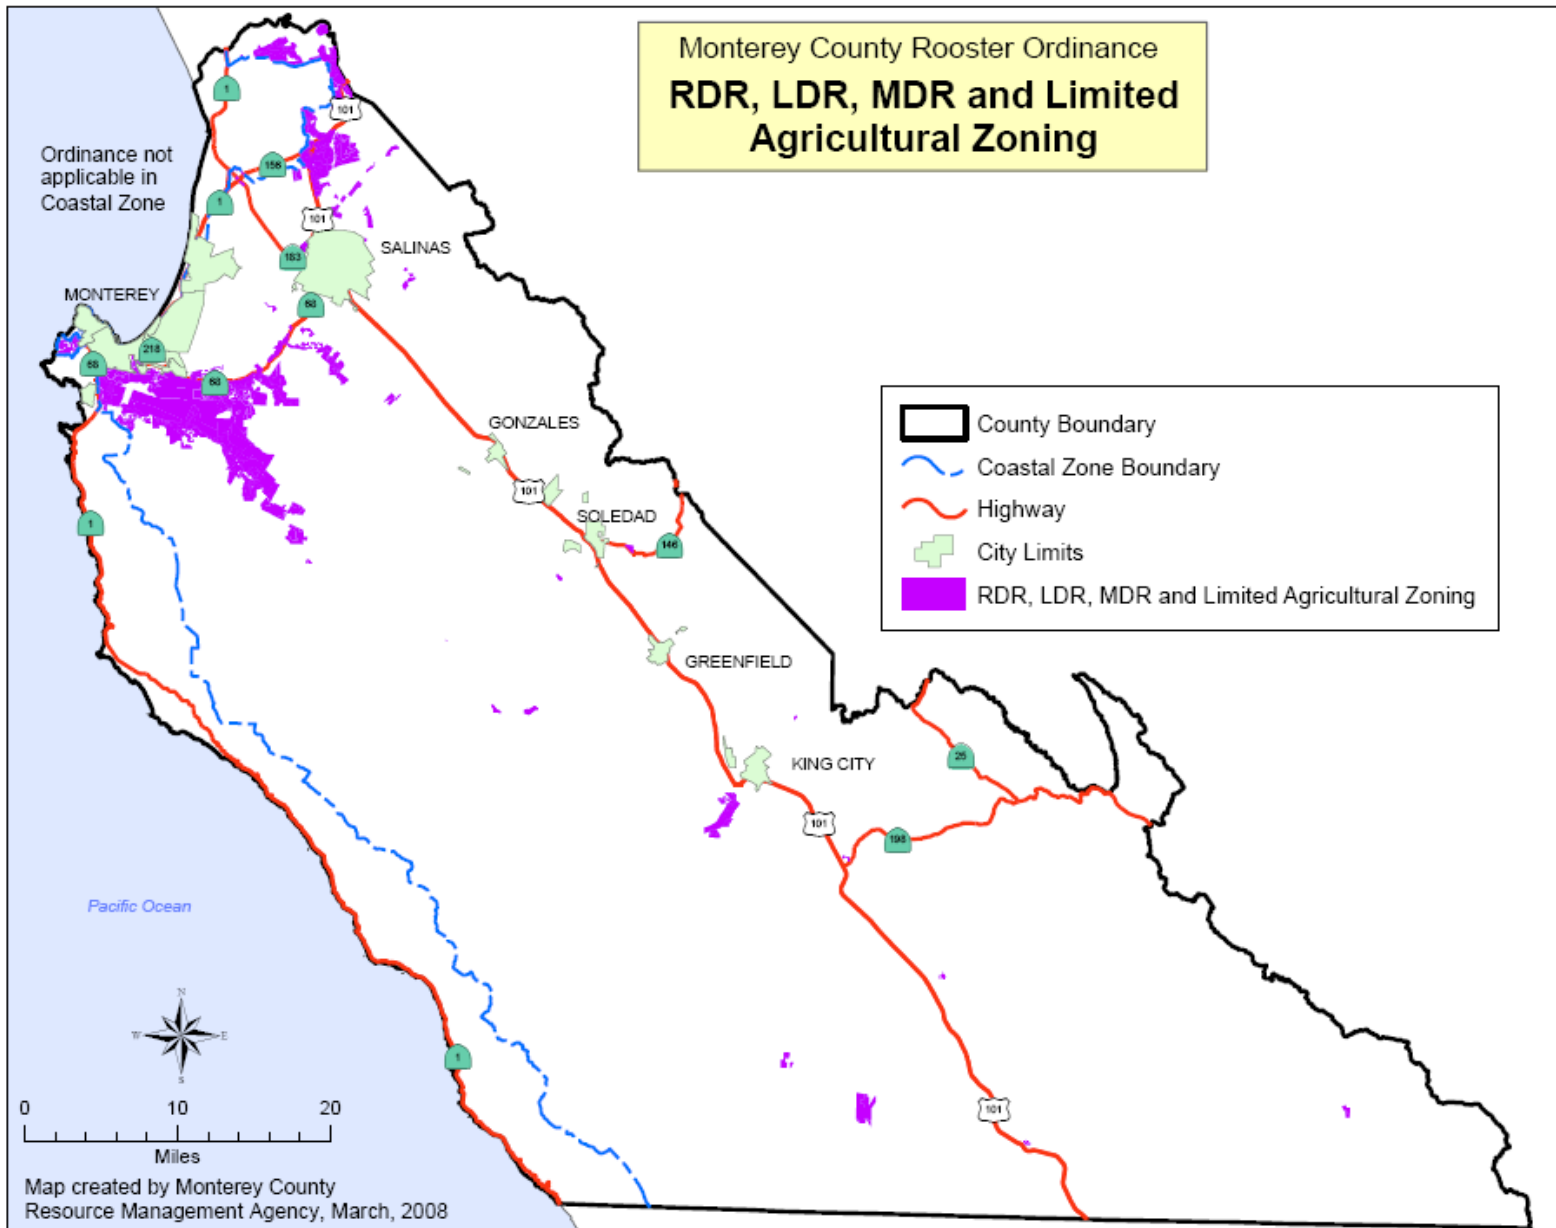 Monterey County Rooster Ordinance
RDR, LDR, MDR and Limited
Agricultural Zoning
Ordinance not
applicable in
Coastal Zone
1
101
156
1
101
183
SALINAS
68
MONTEREY
218
68
68
GONZALES
101
SOLEDAD
146
1
GREENFIELD
KING CITY
25
101
198
County Boundary
Coastal Zone Boundary
Highway
City Limits
RDR, LDR, MDR and Limited Agricultural Zoning
Pacific Ocean
N
W
E
S
1
101
0 10 20
Miles
Map created by Monterey County
Resource Management Agency, March, 2008